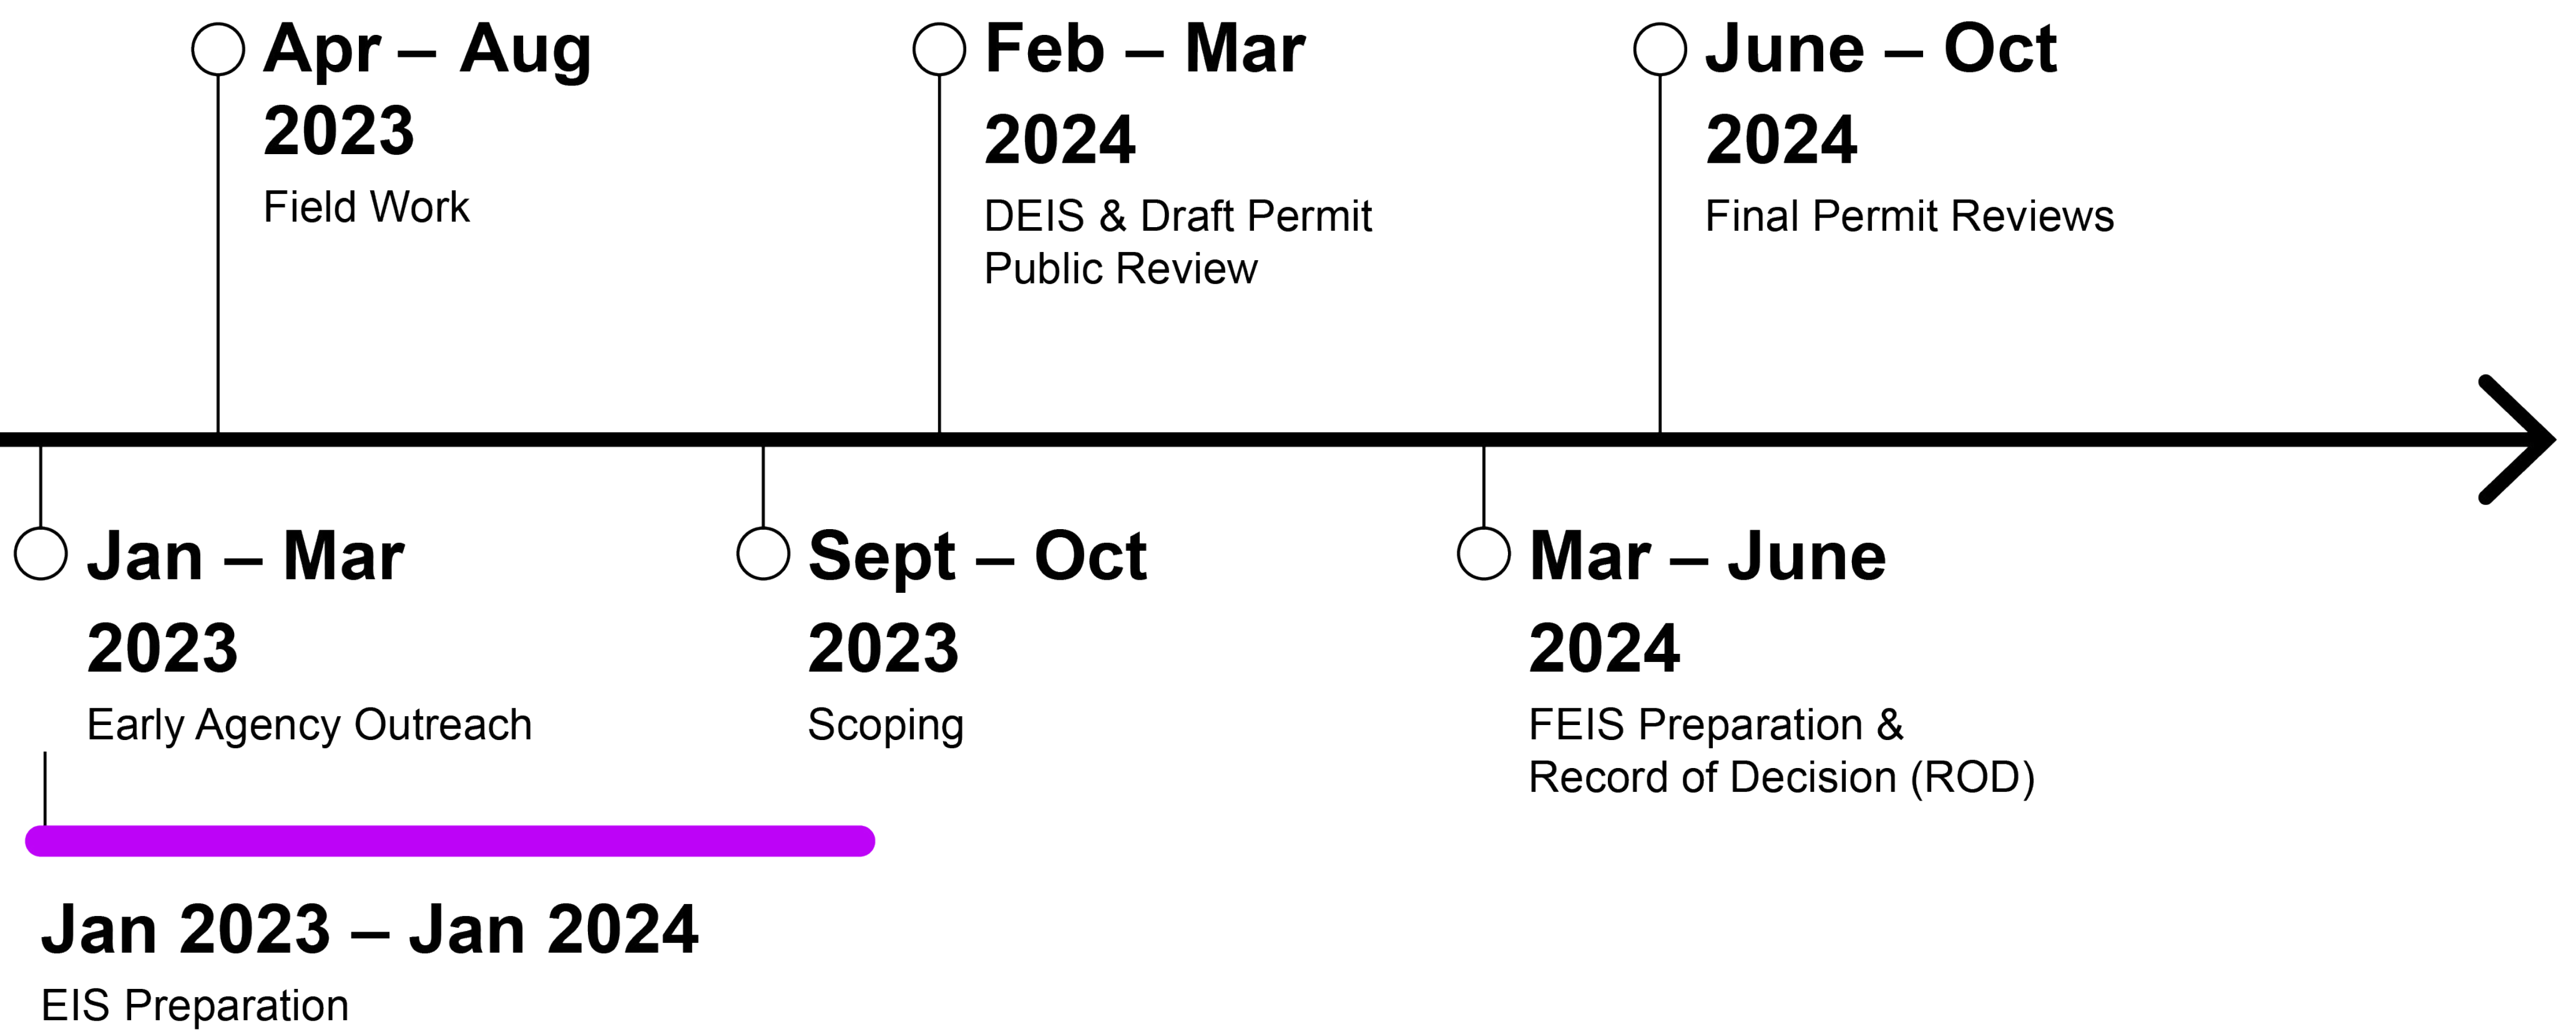 Apr – Aug
2023
Field Work
Feb – Mar
2024
DEIS & Draft Permit
Public Review
June – Oct
2024
Final Permit Reviews
Jan – Mar
2023
Early Agency Outreach
Sept – Oct
2023
Scoping
Mar – June
2024
FEIS Preparation &
Record of Decision (ROD)
Jan 2023 – Jan 2024
EIS Preparation